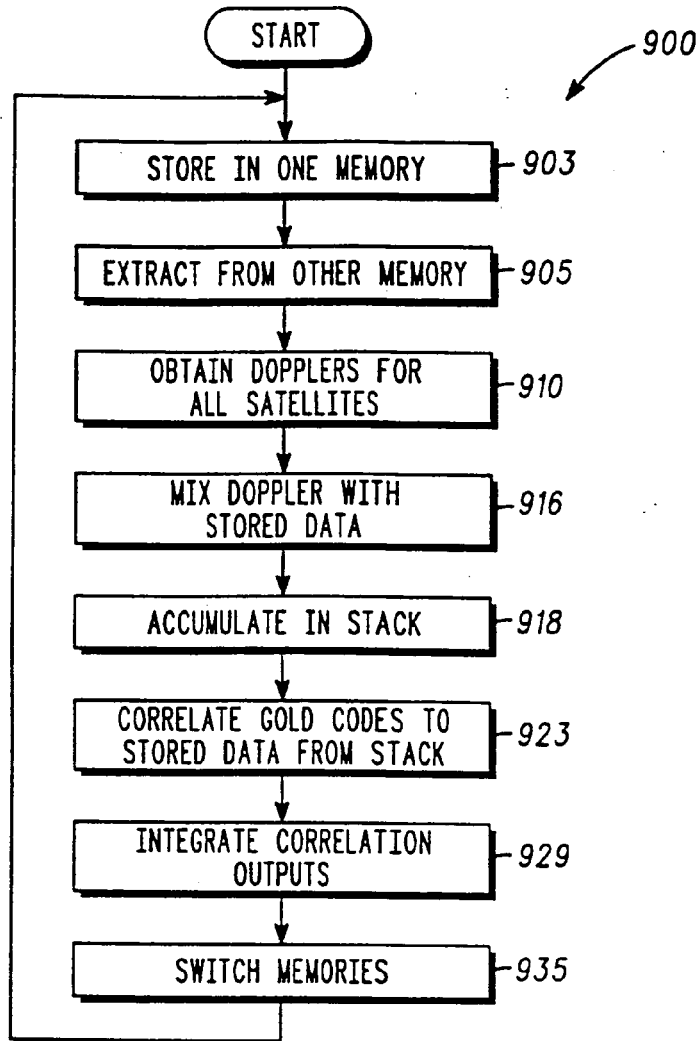 START
900
STORE IN ONE MEMORY
903
EXTRACT FROM OTHER MEMORY
905
OBTAIN DOPPLERS FOR
ALL SATELLITES
910
MIX DOPPLER WITH
STORED DATA
916
ACCUMULATE IN STACK
918
CORRELATE GOLD CODES TO
STORED DATA FROM STACK
923
INTEGRATE CORRELATION
OUTPUTS
929
SWITCH MEMORIES
935